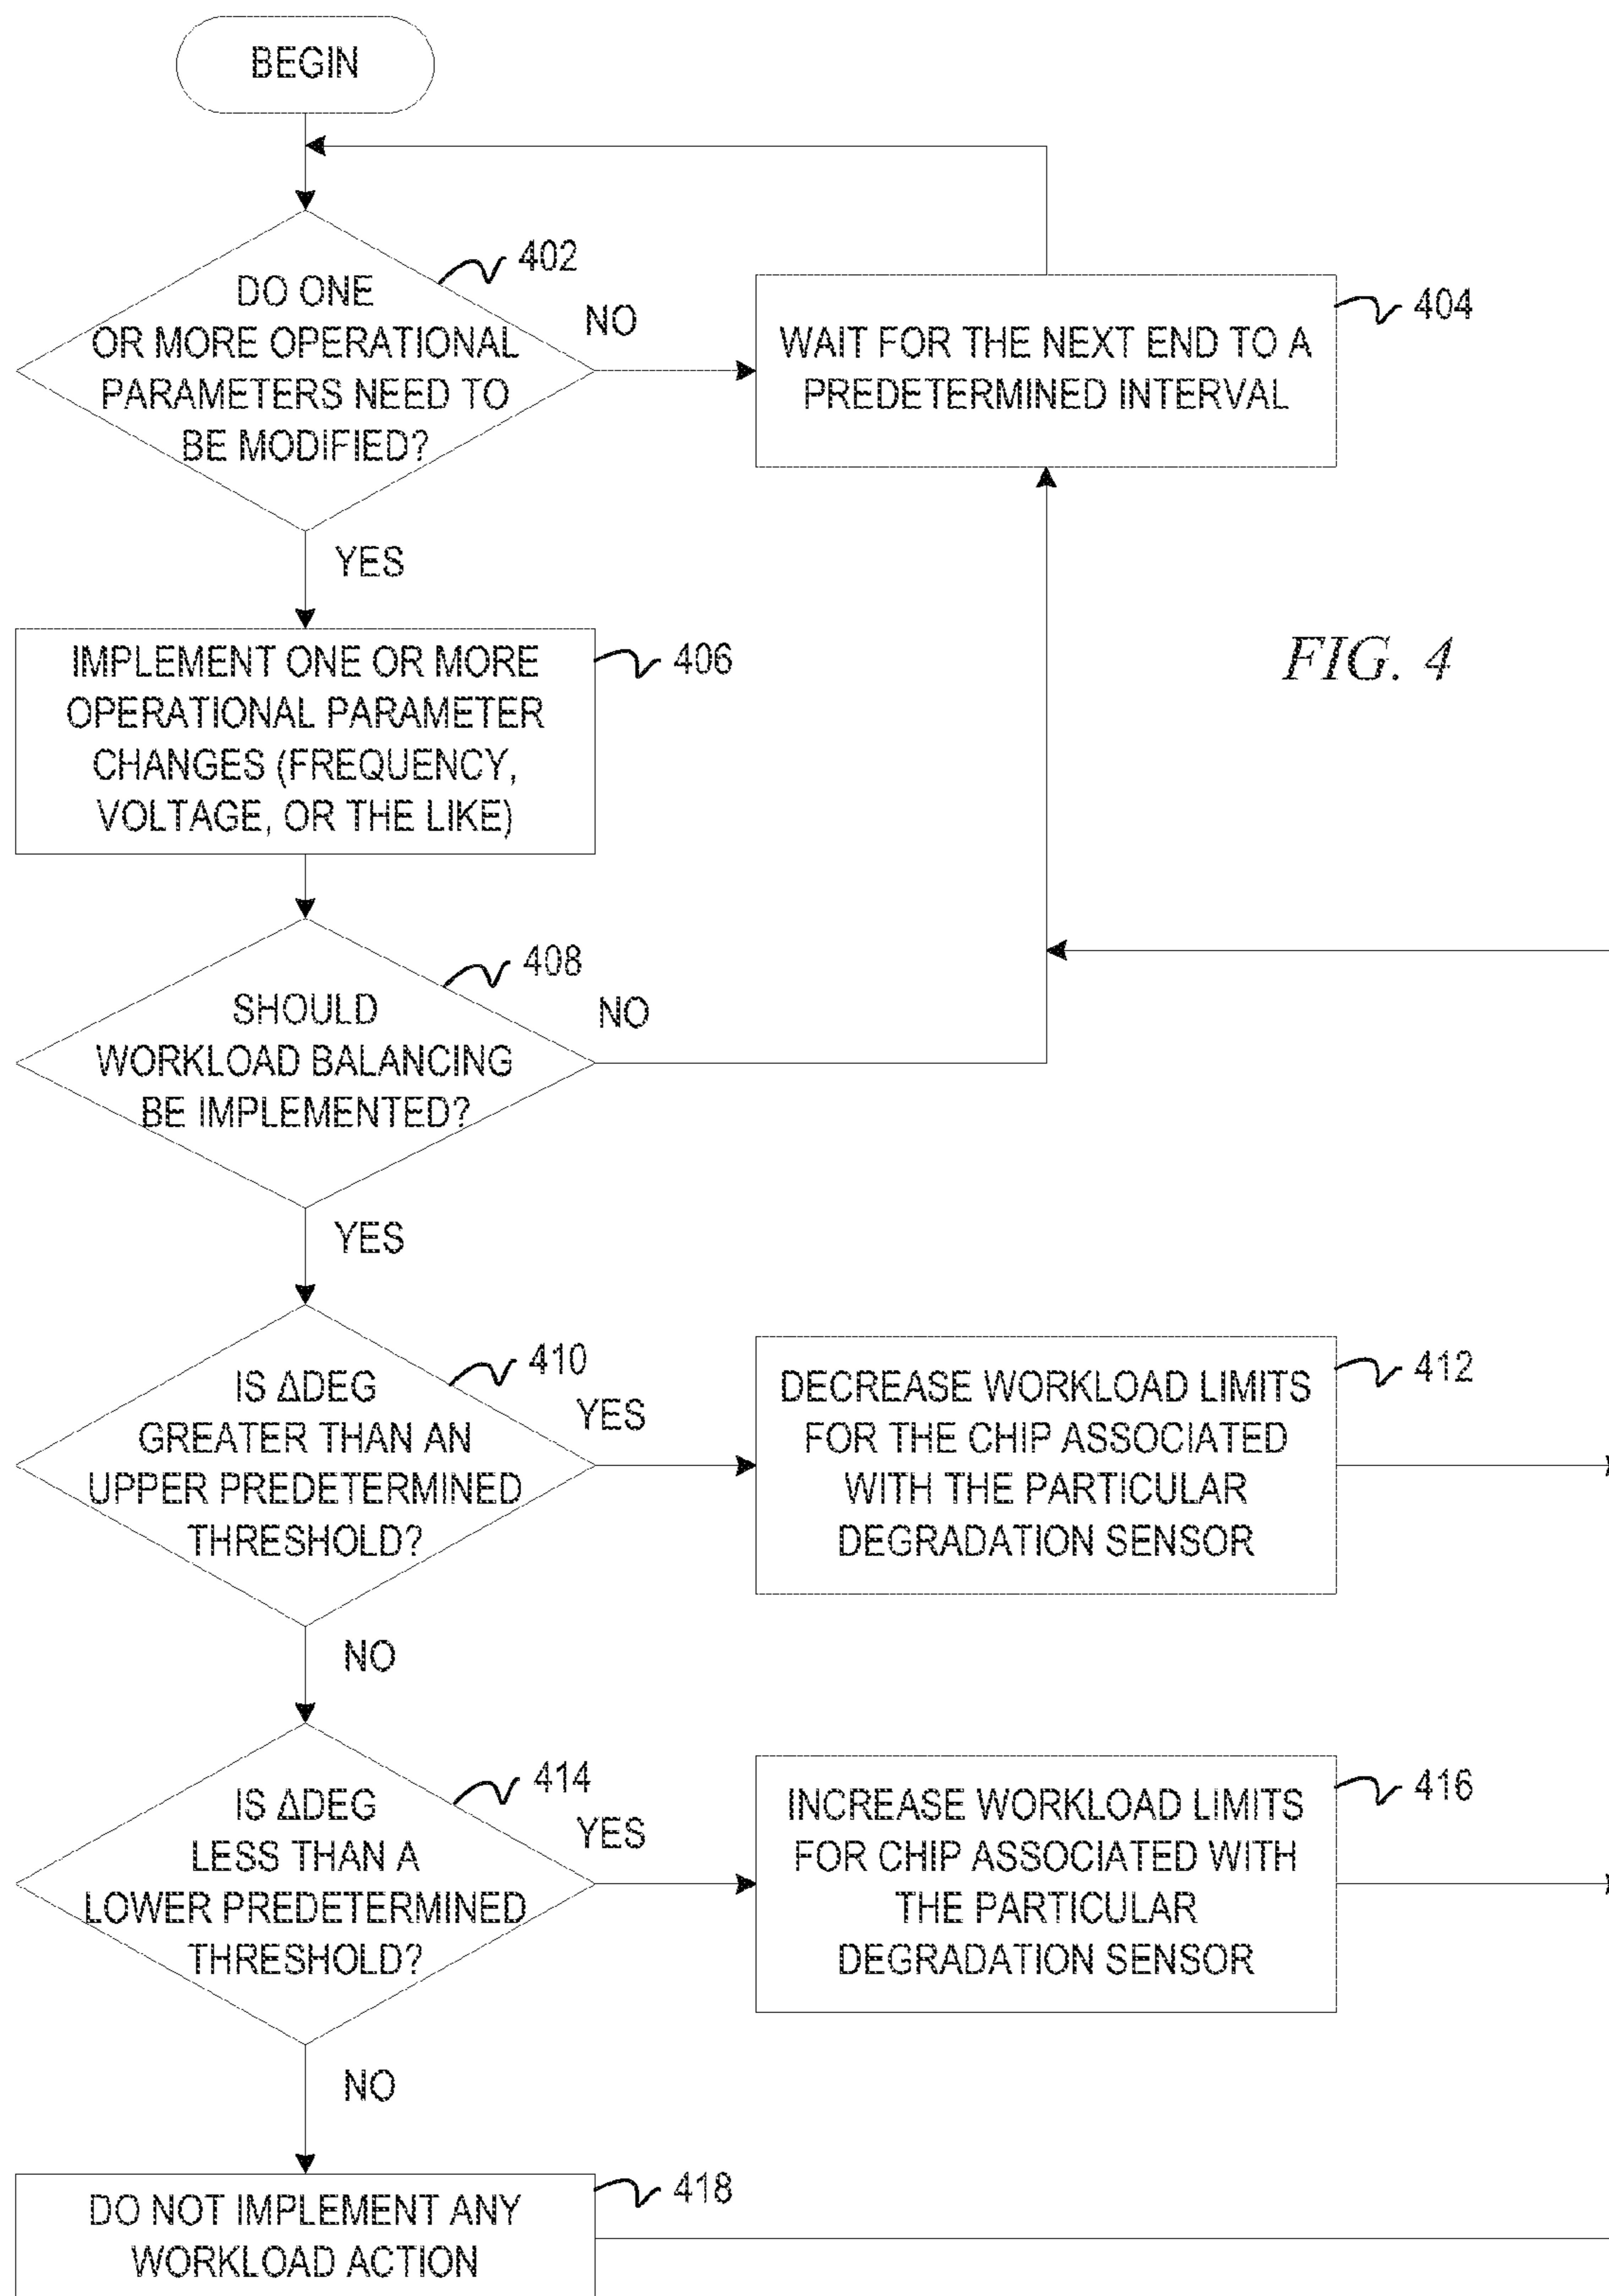 BEGIN
402
DO ONE
OR MORE OPERATIONAL
PARAMETERS NEED TO
BE MODIFIED?
NO
404
WAIT FOR THE NEXT END TO A
PREDETERMINED INTERVAL
YES
406
IMPLEMENT ONE OR MORE
OPERATIONAL PARAMETER
CHANGES (FREQUENCY,
VOLTAGE, OR THE LIKE)
FIG. 4
408
SHOULD
WORKLOAD BALANCING
BE IMPLEMENTED?
NO
YES
410
IS ΔDEG
GREATER THAN AN
UPPER PREDETERMINED
THRESHOLD?
YES
412
DECREASE WORKLOAD LIMITS
FOR THE CHIP ASSOCIATED
WITH THE PARTICULAR
DEGRADATION SENSOR
NO
414
IS ΔDEG
LESS THAN A
LOWER PREDETERMINED
THRESHOLD?
YES
416
INCREASE WORKLOAD LIMITS
FOR CHIP ASSOCIATED WITH
THE PARTICULAR
DEGRADATION SENSOR
NO
418
DO NOT IMPLEMENT ANY
WORKLOAD ACTION